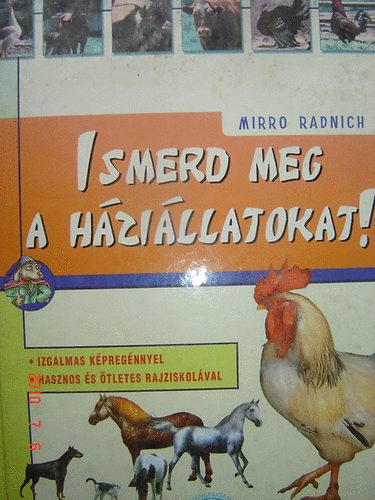 MIRRO RADNICH
ISMERD MEG
A HÁZIÁLLATOKAT!
• IZGALMAS KÉPREGÉNNYEL
HASZNOS ÉS ÖTLETES RAJZISKOLÁVAL